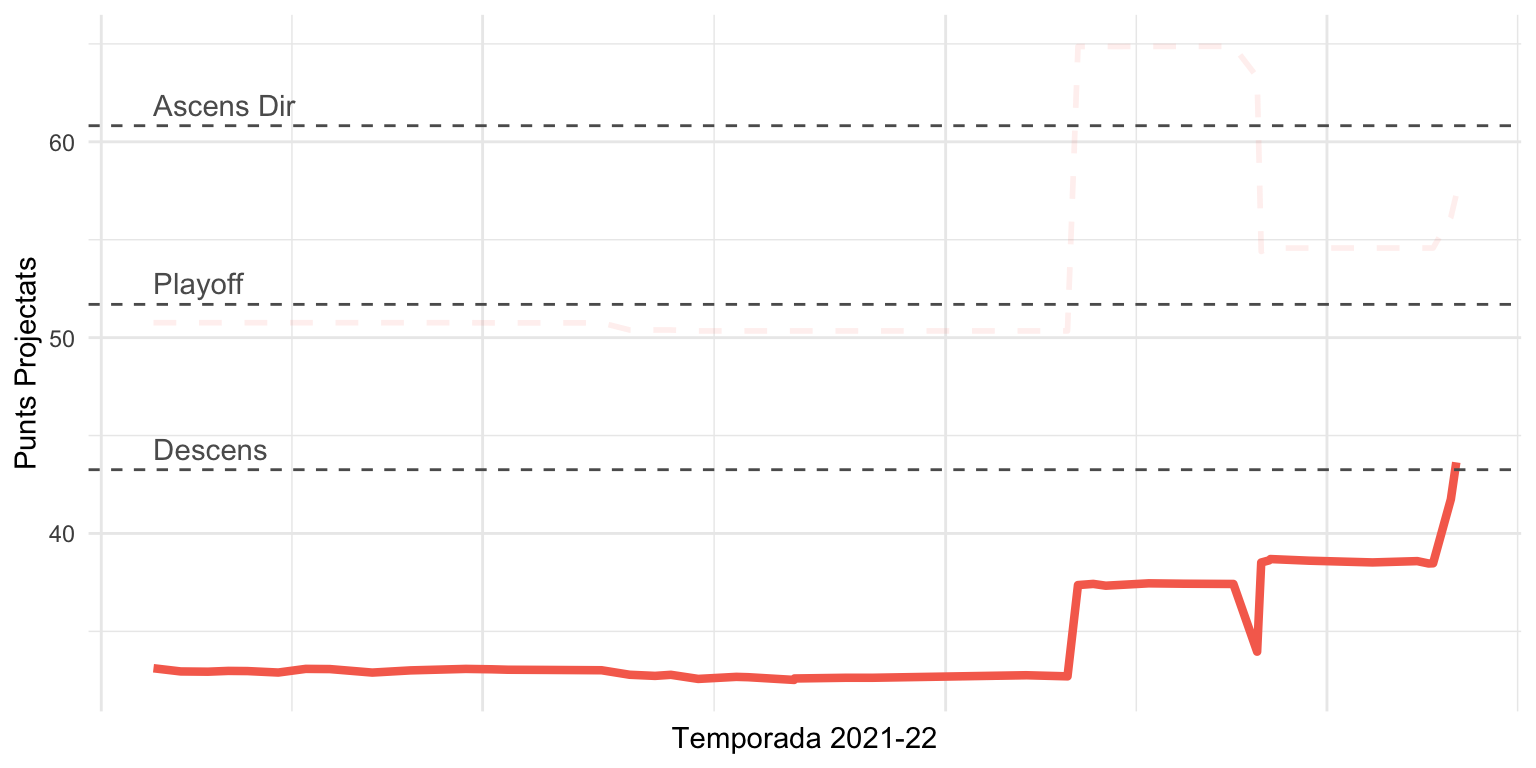 Ascens Dir
60
Playoff
50
Descens
40
Punts Projectats
Temporada 2021-22